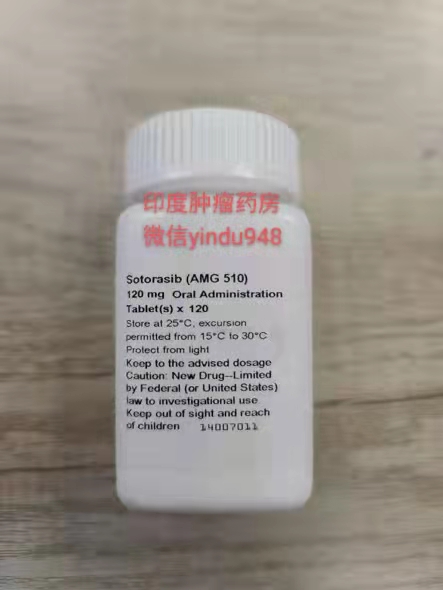 印度肿瘤药房
微信yindu948
Sotorasib (AMG 510)
120 mg Oral Administration
Tablet(s) x 120
Store at 25°C, excursion
permitted from 15°C to 30°C
Protect from light
Keep to the advised dosage
Caution: New Drug--Limited
by Federal (or United States)
law to investigational use
Keep out of sight and reach
of children 14007011